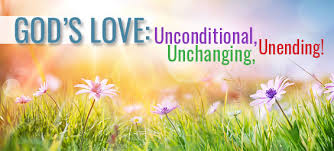 GOD'S LOVE: Unconditional,
Unchanging, Unending!